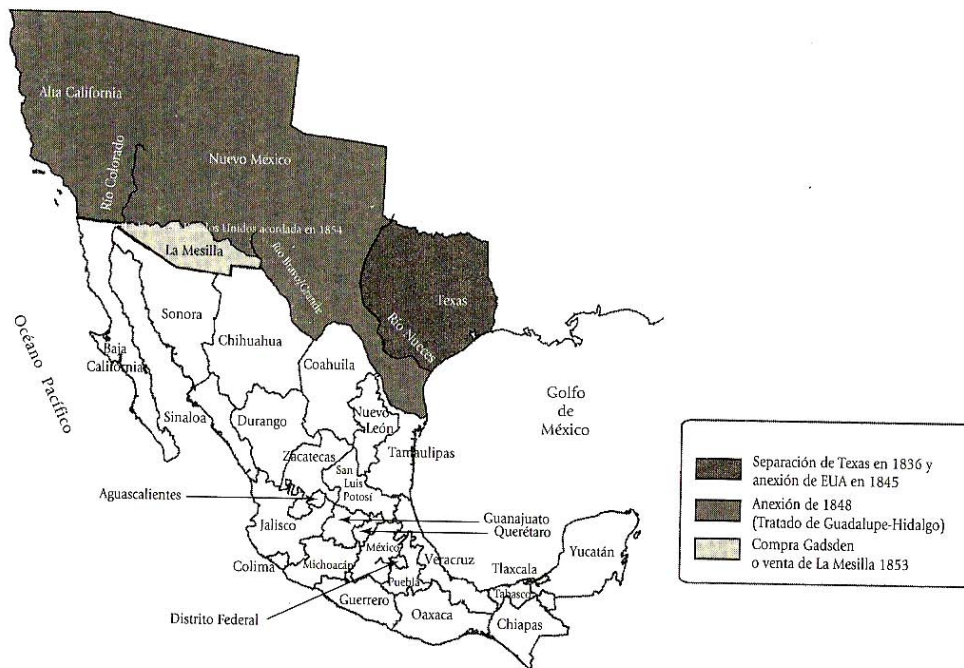 Alta California
Río Colorado
Nuevo México
dos Unidos acordada en 1854
La Mesilla
Río Bravo/Grande
Texas
Río Nueces
Sonora
Chihuahua
Coahuila
Océano Pacífico
Baja
California
Sinaloa
Durango
Nuevo
León
Golfo
de
México
Tamaulipas
Zacatecas
San
Luis
Potosí
Aguascalientes
Jalisco
Guanajuato
Querétaro
México
Veracruz
Tlaxcala
Yucatán
Colima
Michoacán
Puebla
Tabasco
Distrito Federal
Guerrero
Oaxaca
Chiapas
Separación de Texas en 1836 y
anexión de EUA en 1845
Anexión de 1848
(Tratado de Guadalupe-Hidalgo)
Compra Gadsden
o venta de La Mesilla 1853